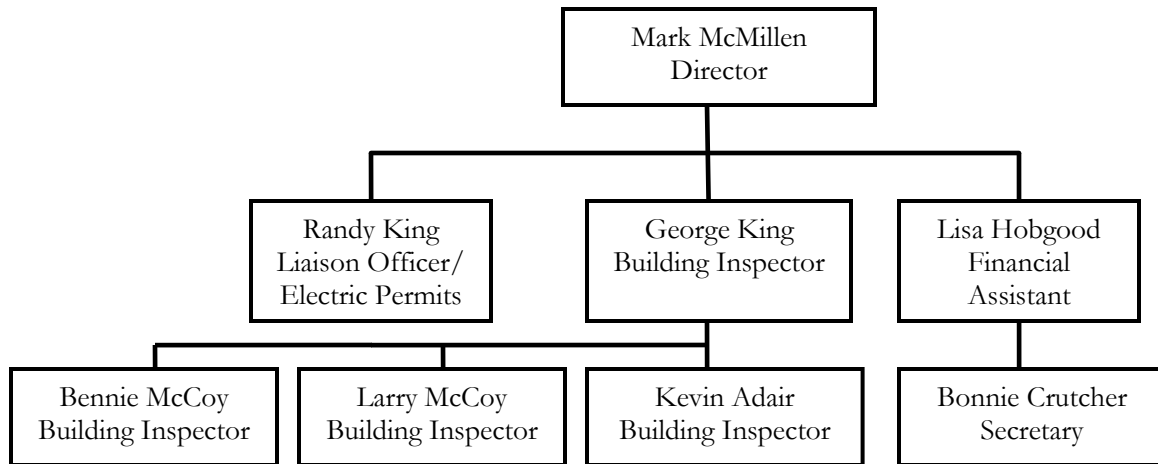 Mark McMillen
Director
Randy King
Liaison Officer/
Electric Permits
George King
Building Inspector
Lisa Hobgood
Financial
Assistant
Bennie McCoy
Building Inspector
Larry McCoy
Building Inspector
Kevin Adair
Building Inspector
Bonnie Crutcher
Secretary